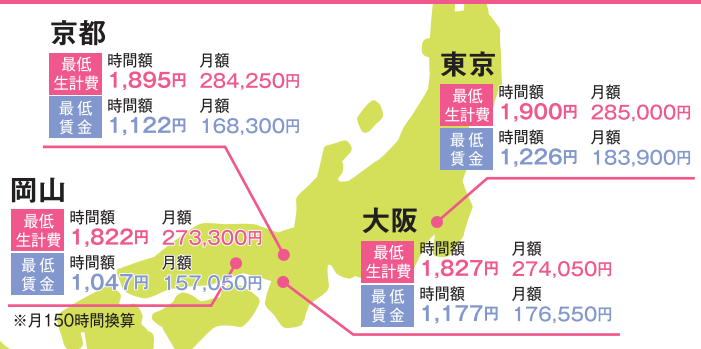 京都
最低生計費 時間額 1,895円 月額 284,250円
最低賃金 時間額 1,122円 月額 168,300円
東京
最低生計費 時間額 1,900円 月額 285,000円
最低賃金 時間額 1,226円 月額 183,900円
岡山
最低生計費 時間額 1,822円 月額 273,300円
最低賃金 時間額 1,047円 月額 157,050円
大阪
最低生計費 時間額 1,827円 月額 274,050円
最低賃金 時間額 1,177円 月額 176,550円
※月150時間換算